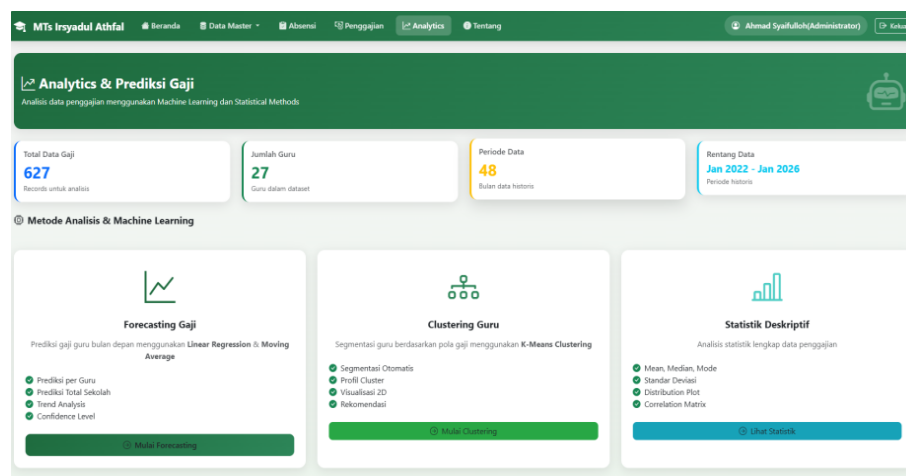 MTs Irsyadul Athfal
Beranda
Data Master
Absensi
Penggajian
Analytics
Tentang
Ahmad Syaifulloh(Administrator)
Analytics & Prediksi Gaji
Analisis data penggajian menggunakan Machine Learning dan Statistical Methods
Total Data Gaji
627
Records untuk analisis
Jumlah Guru
27
Guru dalam dataset
Periode Data
48
Bulan data historis
Rentang Data
Jan 2022 - Jan 2026
Periode historis
Metode Analisis & Machine Learning
Forecasting Gaji
Prediksi gaji guru bulan depan menggunakan Linear Regression & Moving
Average
Prediksi per Guru
Prediksi Total Sekolah
Trend Analysis
Confidence Level
Mulai Forecasting
Clustering Guru
Segmentasi guru berdasarkan pola gaji menggunakan K-Means Clustering
Segmentasi Otomatis
Profil Cluster
Visualisasi 2D
Rekomendasi
Mulai Clustering
Statistik Deskriptif
Analisis statistik lengkap data penggajian
Mean, Median, Mode
Standar Deviasi
Distribution Plot
Correlation Matrix
Lihat Statistik